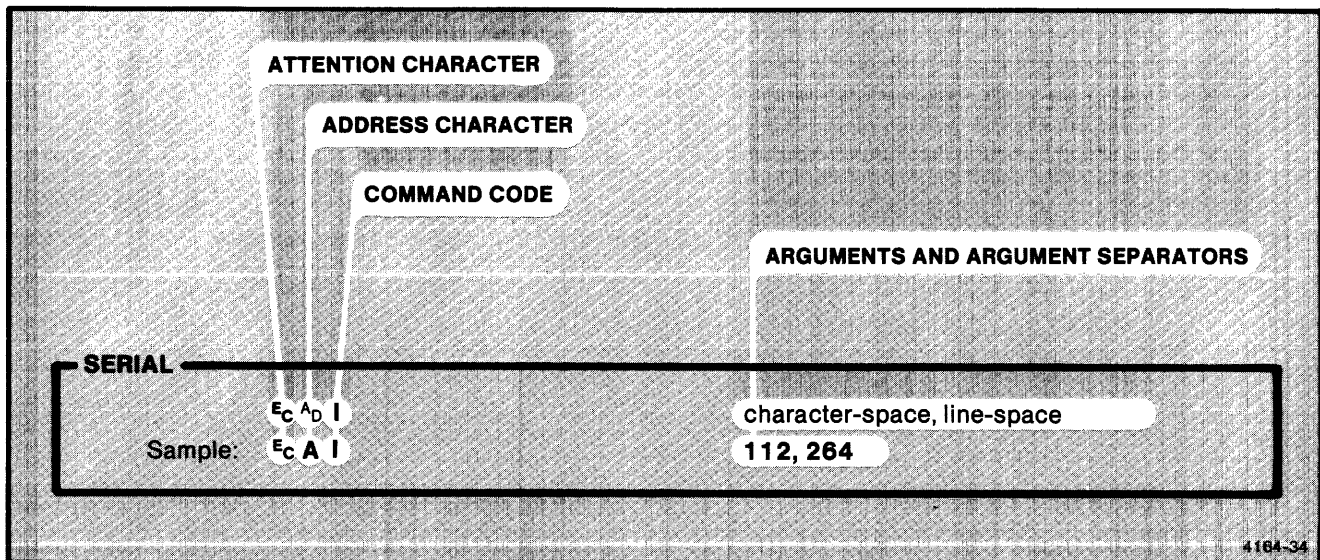 ATTENTION CHARACTER
ADDRESS CHARACTER
COMMAND CODE
ARGUMENTS AND ARGUMENT SEPARATORS
SERIAL
EC AD I character-space, line-space
Sample: EC A I 112, 264
4164-34